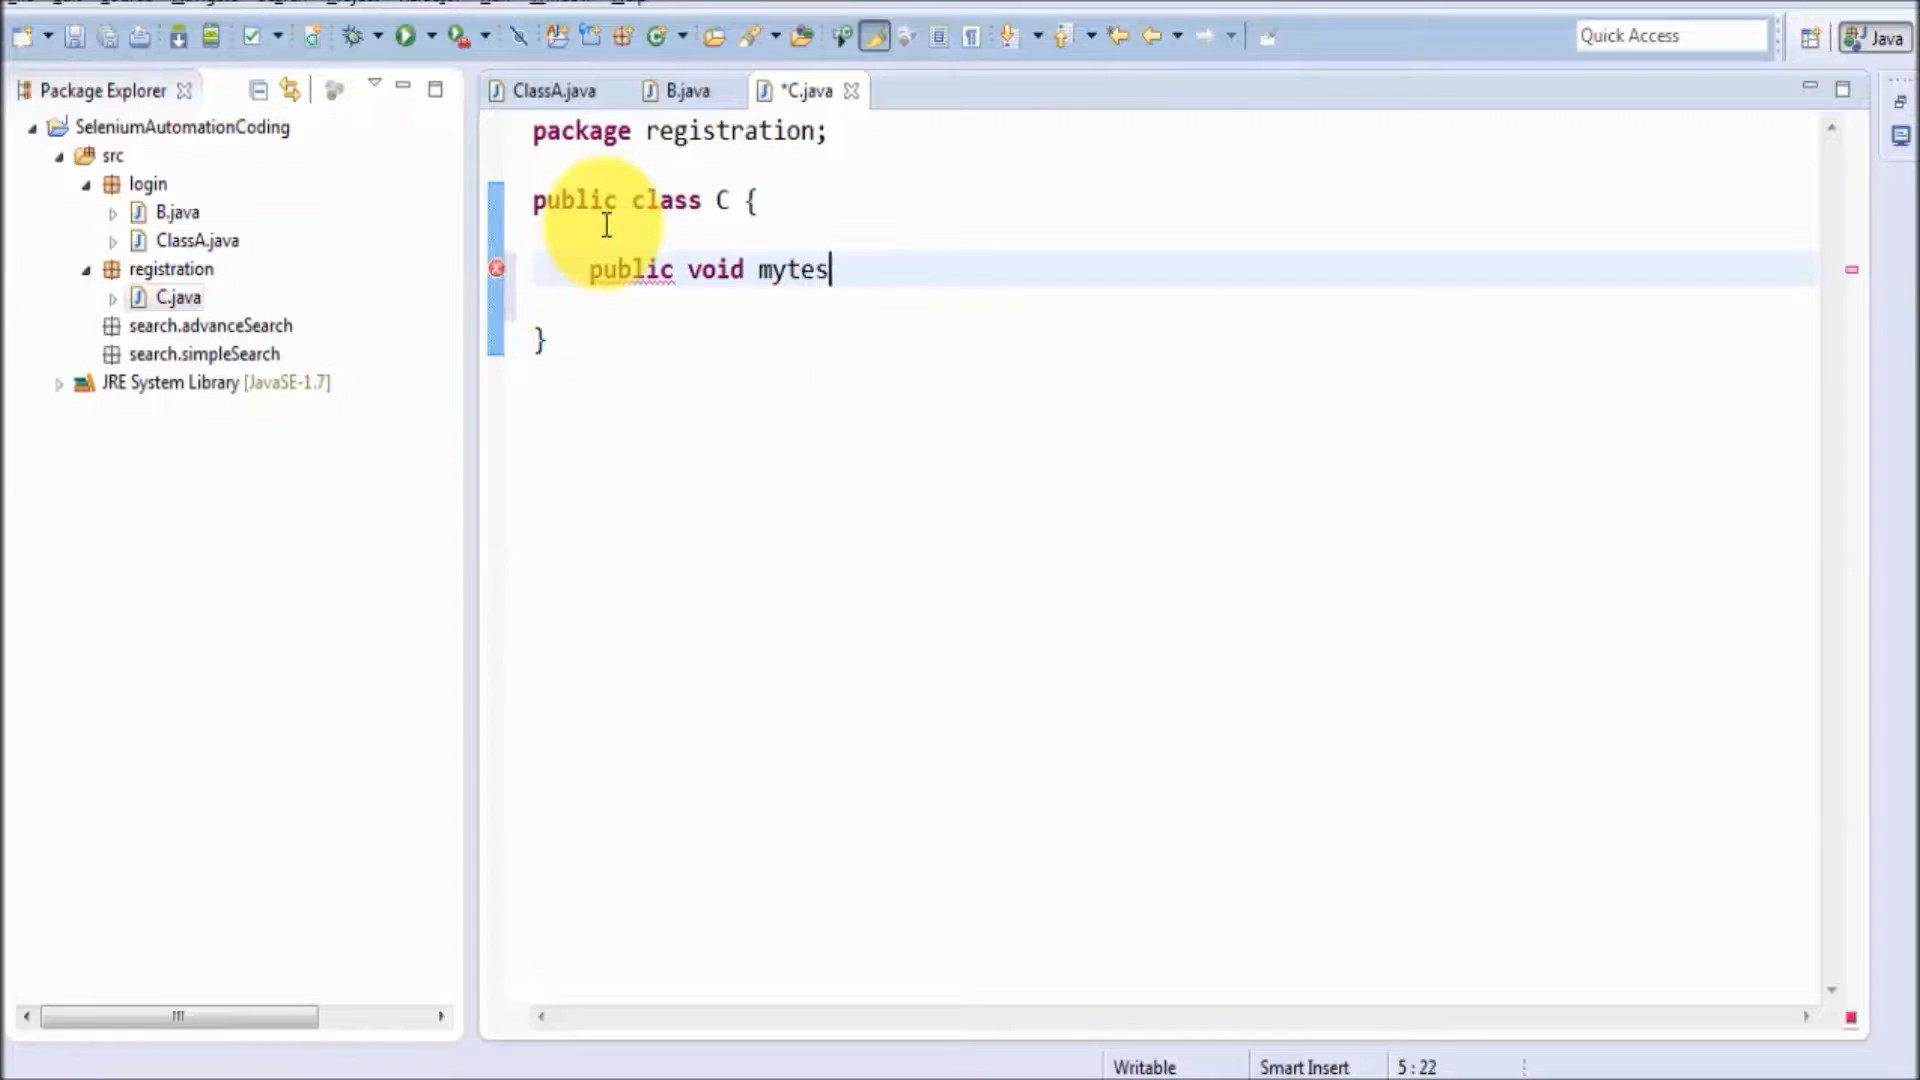 Quick Access
Java
Package Explorer
ClassA.java
B.java
*C.java
SeleniumAutomationCoding
src
login
B.java
ClassA.java
registration
C.java
search.advanceSearch
search.simpleSearch
JRE System Library [JavaSE-1.7]
package registration;
public class C {
public void mytes
}
Writable
Smart Insert
5 : 22